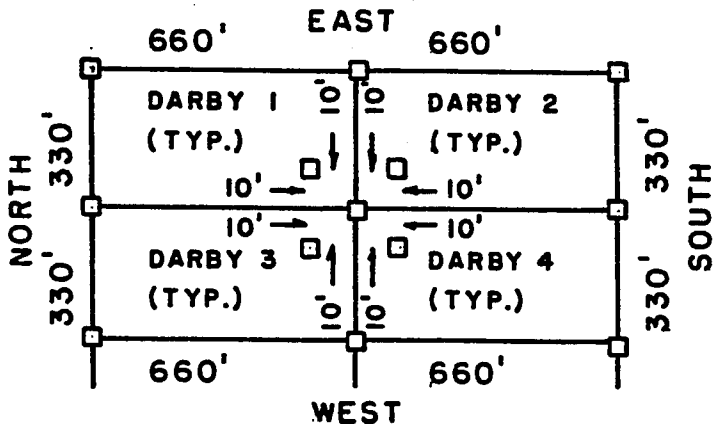 EAST
660' 660'
10' 10'
DARBY 1
(TYP.)
DARBY 2
(TYP.)
330' 330'
NORTH
SOUTH
10' 10'
10' 10'
DARBY 3
(TYP.)
DARBY 4
(TYP.)
330' 330'
10' 10'
660' 660'
WEST